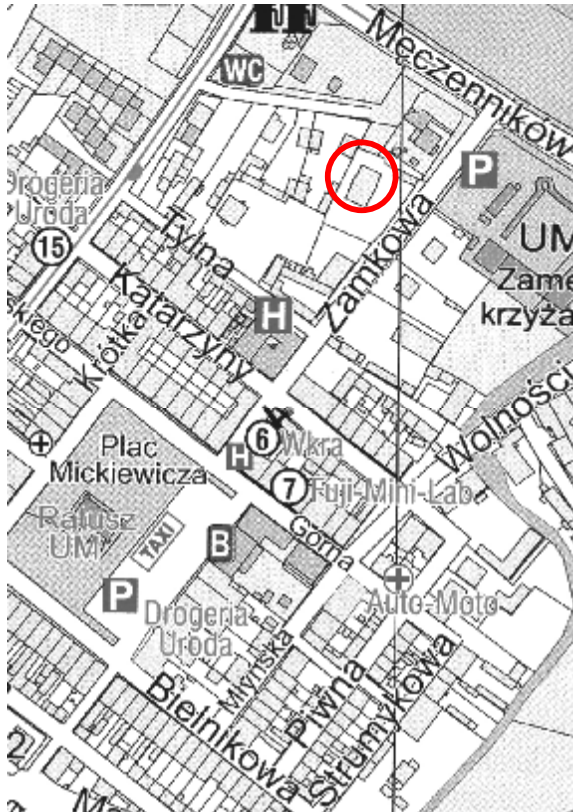 WC
Męczenników
P
Drogeria
Uroda
15
Tylna
Zamkowa
UM
Zame
krzyża
Katarzyny
H
Krótka
kiego
Wolności
6
Wkra
H
7
Fuji-Mini-Lab
Plac
Mickiewicza
Ratusz
UM
TAXI
B
Górna
P
Auto-Moto
Drogeria
Uroda
Młyńska
Bielnikowa
Piwna
Strumykowa
2